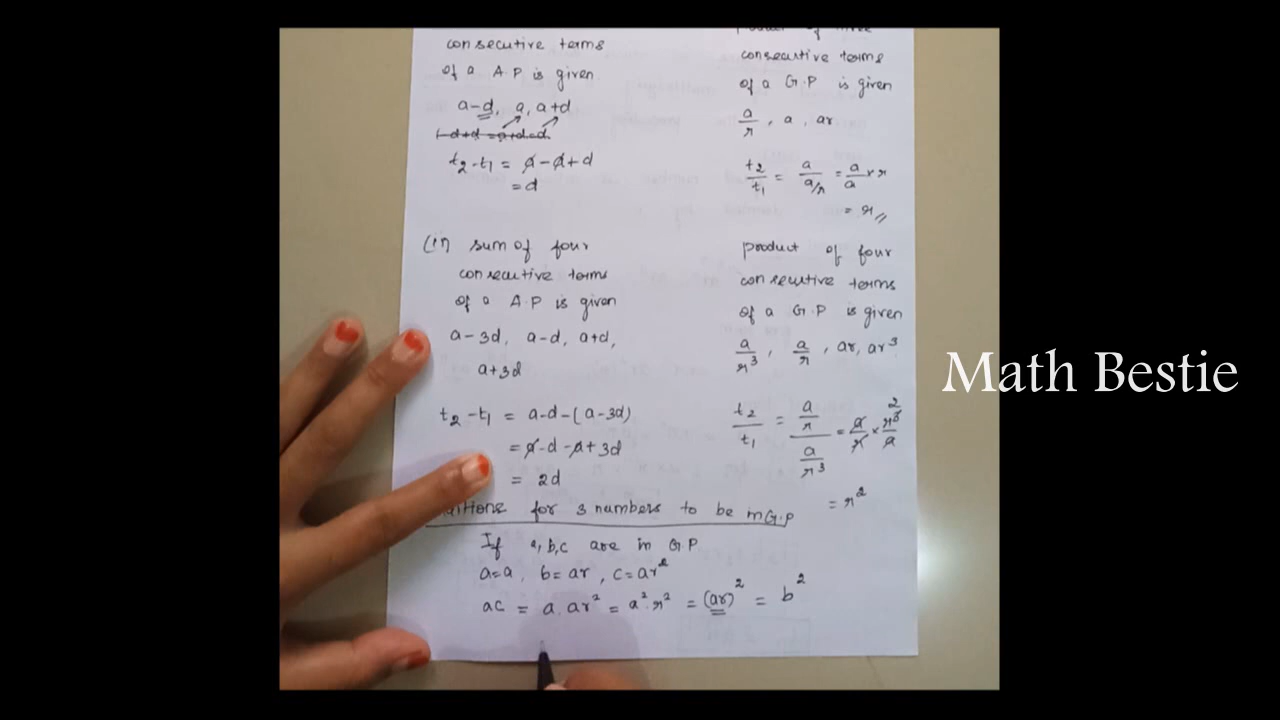 consecutive terms
of a A.P is given
a-d, a, a+d
t2-t1 = a-a+d
= d
(ii) sum of four
consecutive terms
of a A.P is given
a-3d, a-d, a+d,
a+3d
t2-t1 = a-d-(a-3d)
= a-d-a+3d
= 2d
consecutive terms
of a G.P is given
a/r, a, ar
t2/t1 = a/a/r = a/a × r
= r//
product of four
consecutive terms
of a G.P is given
a/r³, a/r, ar, ar³
t2/t1 = a/r / a/r³ = a/r × r³/a 2
= r²
for 3 numbers to be in G.P
If a,b,c are in G.P
a=a, b=ar, c=ar²
ac = a.ar² = a².r² = (ar)² = b²
Math Bestie